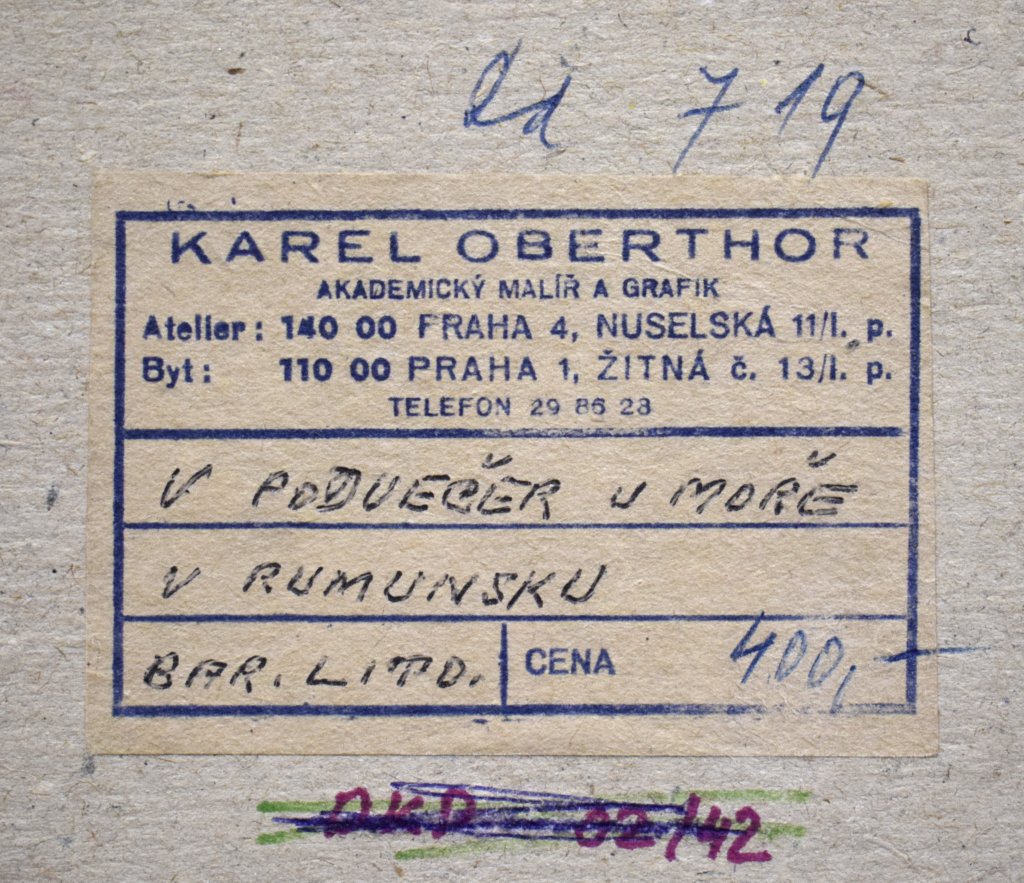 719
KAREL OBERTHOR
AKADEMICKÝ MALÍŘ A GRAFIK
Atelier: 140 00 PRAHA 4, NUSELSKÁ 11/I. p.
Byt: 110 00 PRAHA 1, ŽITNÁ č. 13/I. p.
TELEFON 29 86 28
V PODVEČER U MOŘE
V RUMUNSKU
BAR. LITO.
CENA 400,—
/42